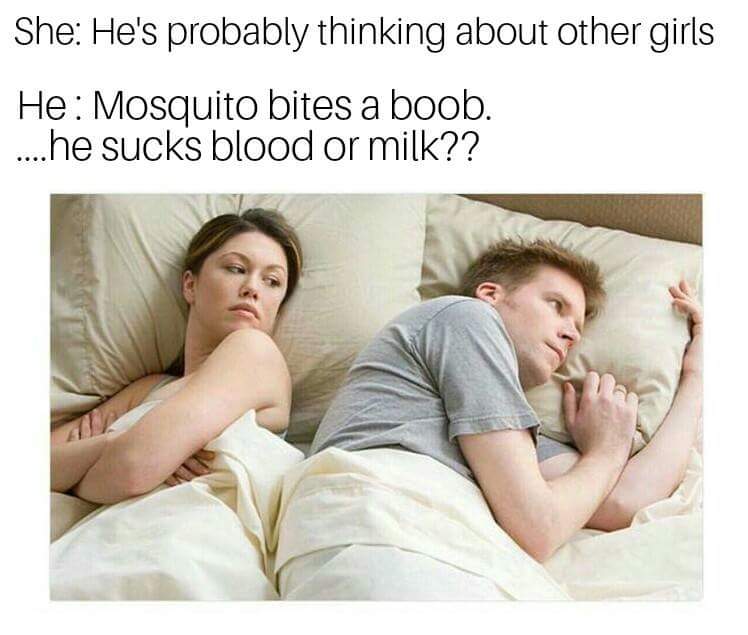 She: He's probably thinking about other girls
He : Mosquito bites a boob.
....he sucks blood or milk??